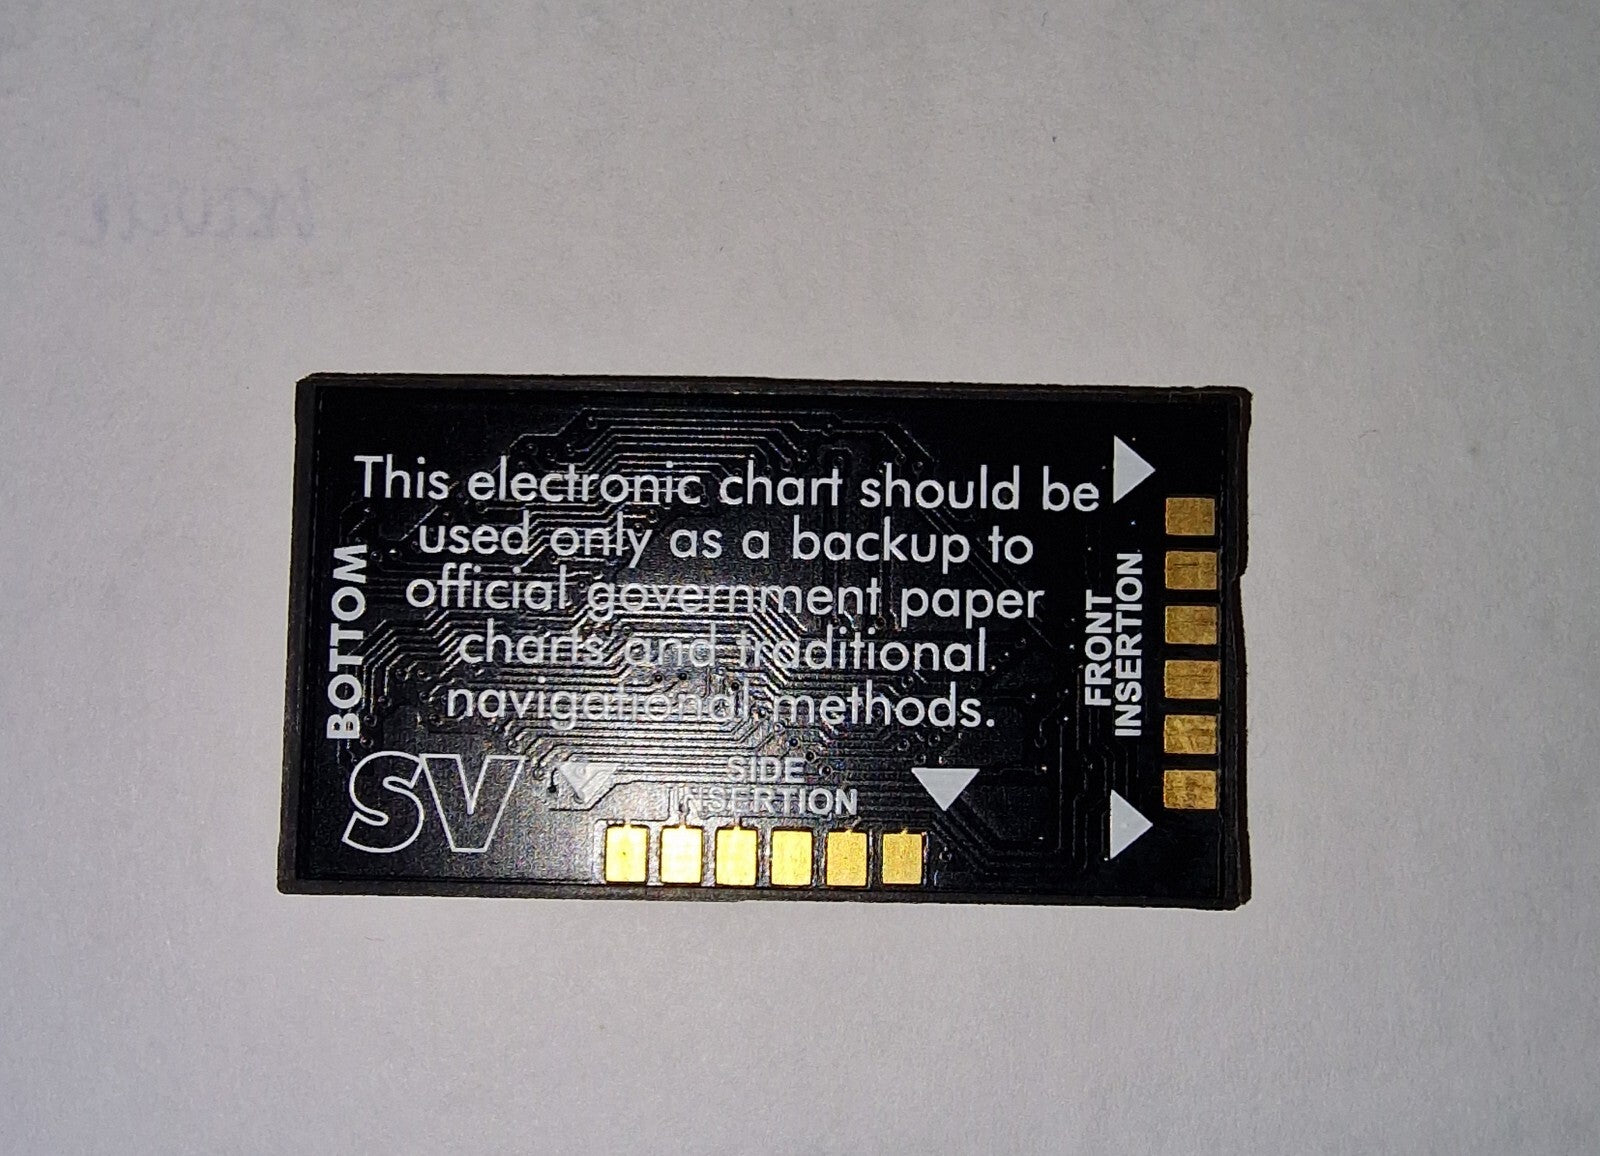 This electronic chart should be
used only as a backup to
official government paper
charts and traditional
navigational methods.
BOTTOM
FRONT
INSERTION
SV
SIDE
INSERTION